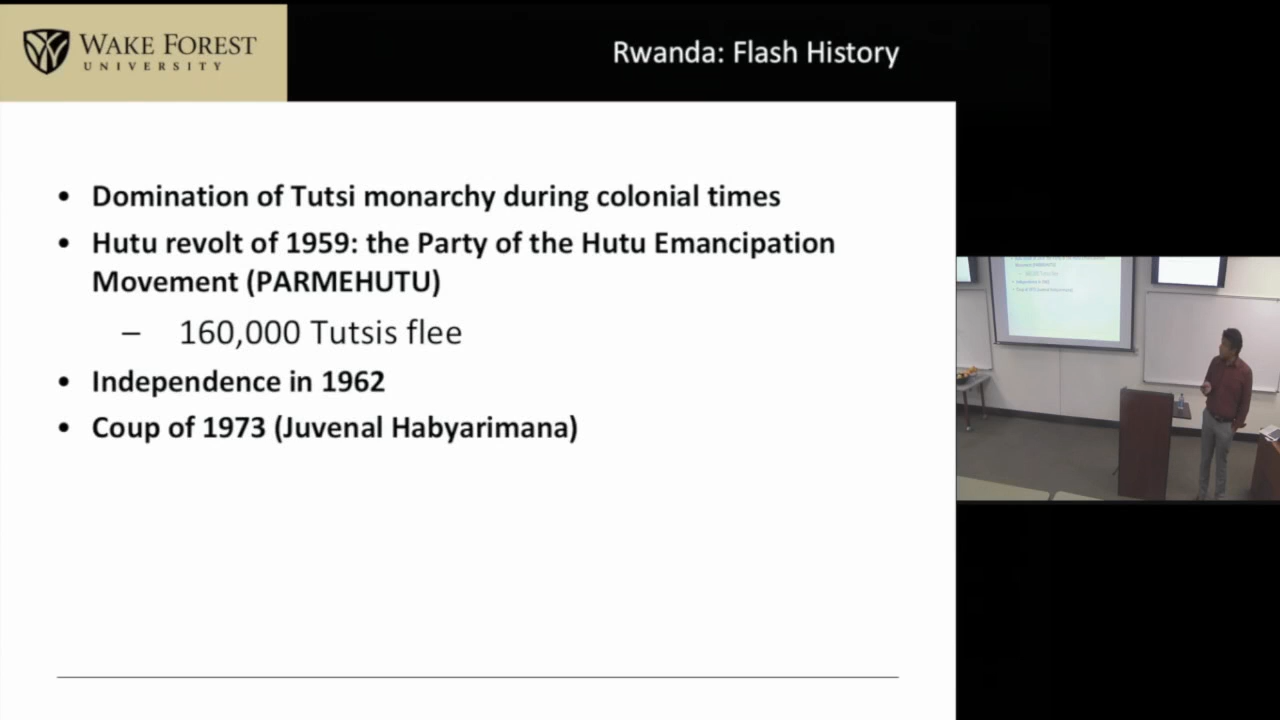 WAKE FOREST
UNIVERSITY
Rwanda: Flash History
• Domination of Tutsi monarchy during colonial times
• Hutu revolt of 1959: the Party of the Hutu Emancipation
Movement (PARMEHUTU)
– 160,000 Tutsis flee
• Independence in 1962
• Coup of 1973 (Juvenal Habyarimana)